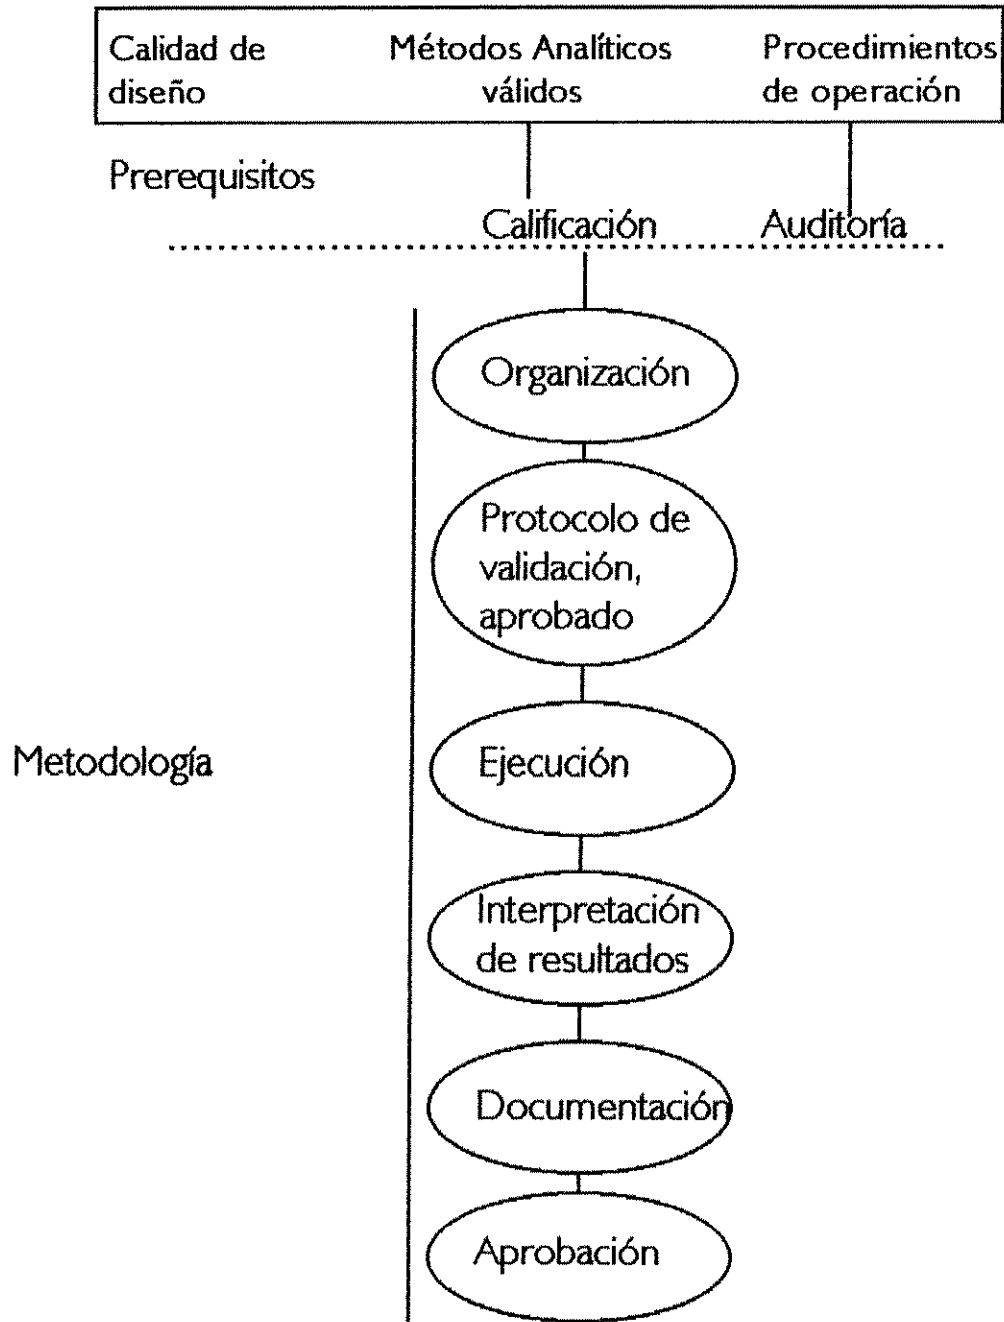 Calidad de
diseño
Métodos Analíticos
válidos
Procedimientos
de operación
Prerequisitos
Calificación
Auditoría
Organización
Protocolo de
validación,
aprobado
Metodología
Ejecución
Interpretación
de resultados
Documentación
Aprobación